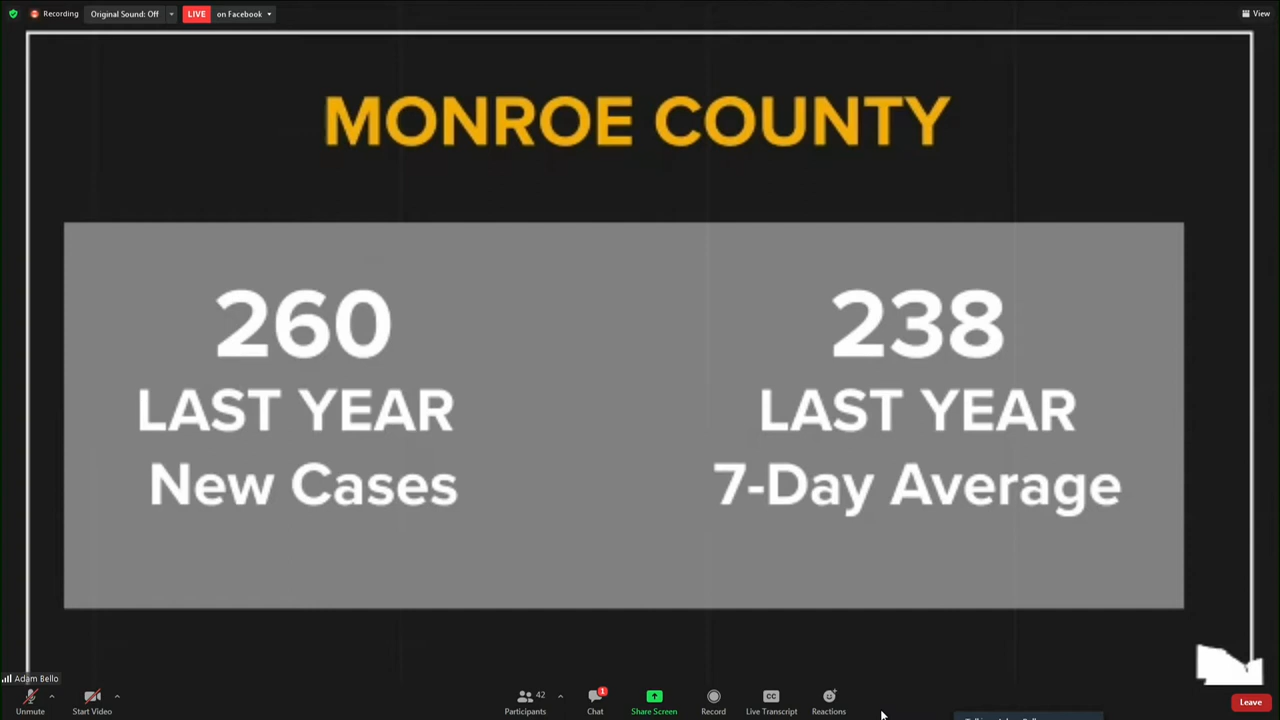 Recording
Original Sound: Off
LIVE on Facebook
View
MONROE COUNTY
260
LAST YEAR
New Cases
238
LAST YEAR
7-Day Average
Adam Bello
Unmute
Start Video
42
Participants
1
Chat
Share Screen
Record
CC
Live Transcript
Reactions
Leave